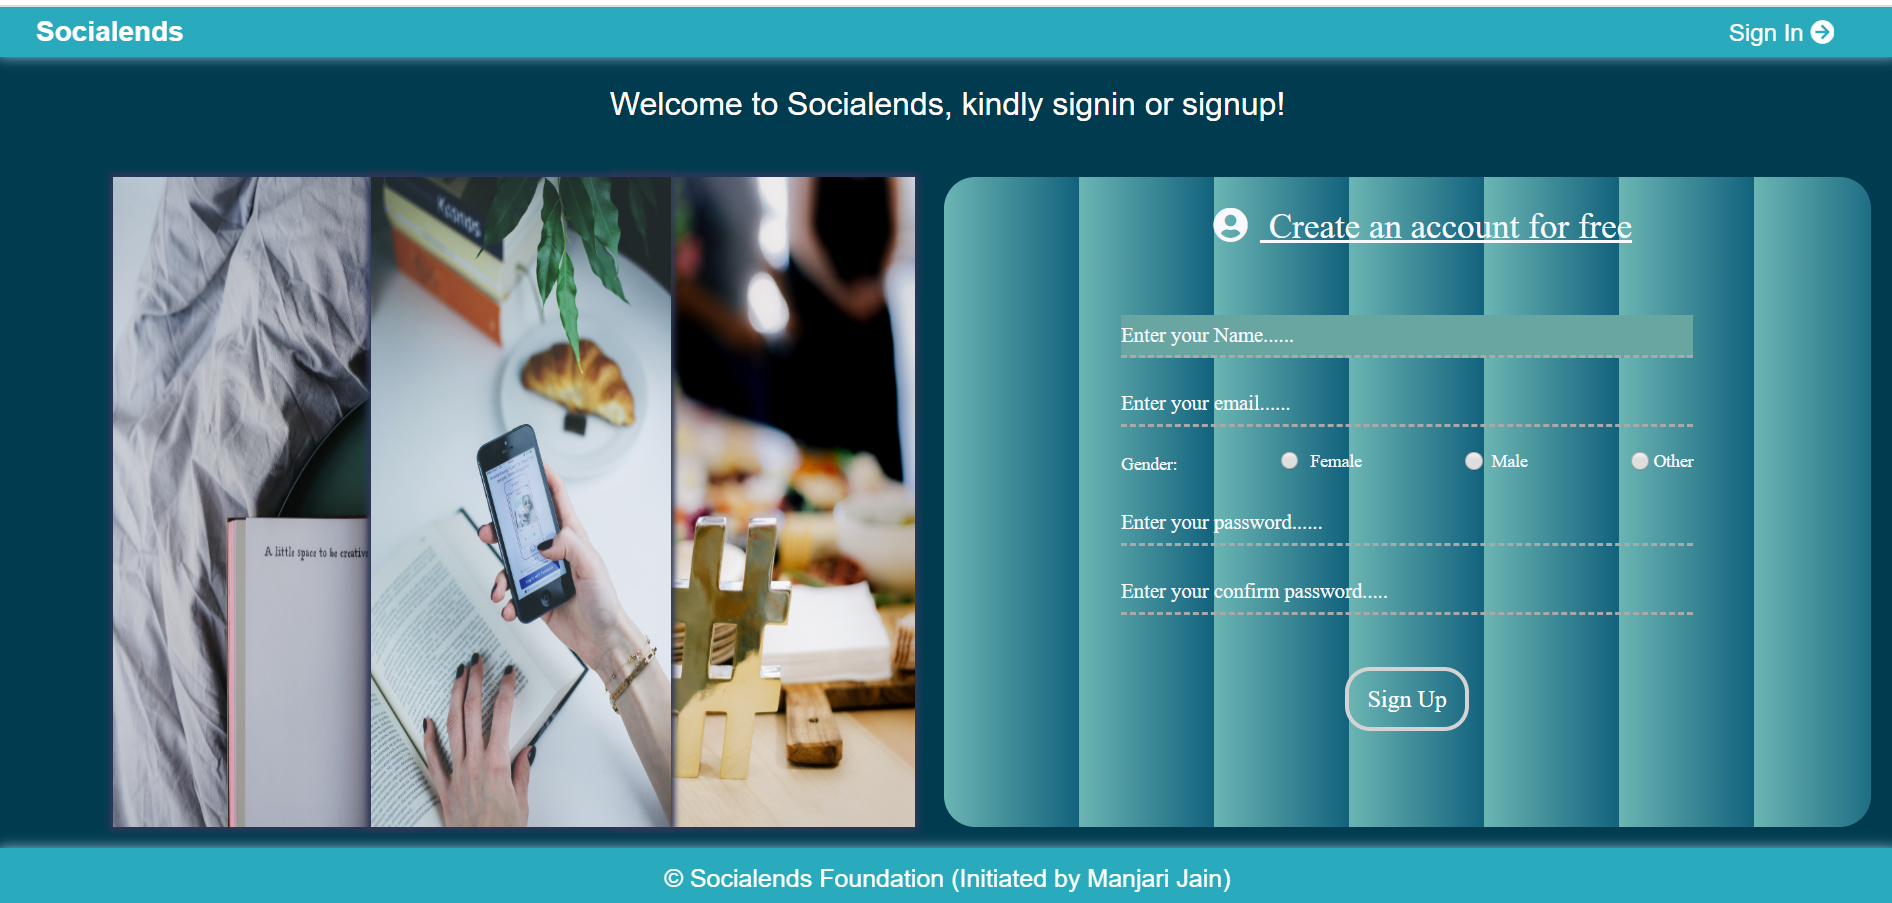 Socialends
Sign In
Welcome to Socialends, kindly signin or signup!
A little space to be creative
Create an account for free
Enter your Name......
Enter your email......
Gender:
Female
Male
Other
Enter your password......
Enter your confirm password.....
Sign Up
© Socialends Foundation (Initiated by Manjari Jain)